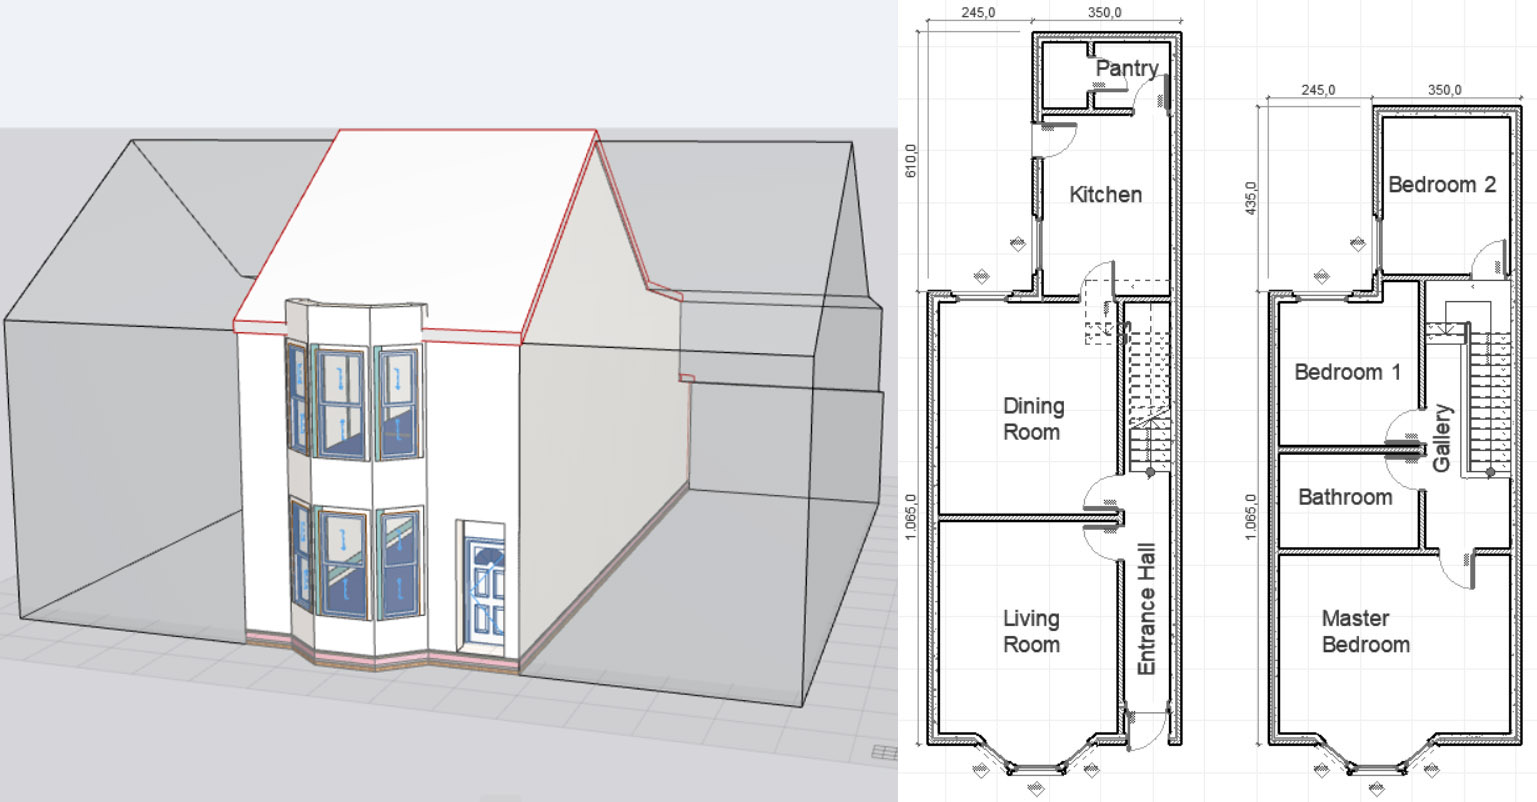 245,0
350,0
610,0
1.065,0
Pantry
Kitchen
Dining
Room
Living
Room
Entrance Hall
245,0
350,0
435,0
1.065,0
Bedroom 2
Bedroom 1
Gallery
Bathroom
Master
Bedroom